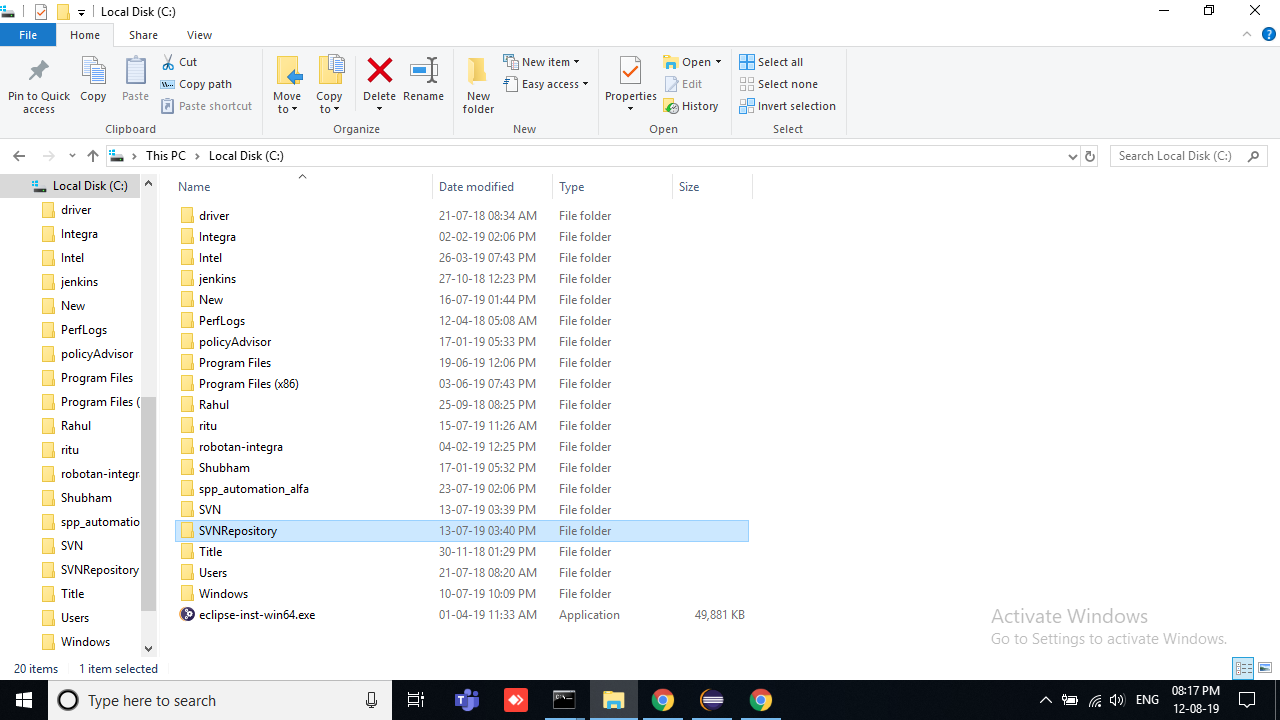 Local Disk (C:)
File Home Share View
Pin to Quick access
Copy
Paste
Cut
Copy path
Paste shortcut
Clipboard
Move to
Copy to
Delete
Rename
Organize
New folder
New item
Easy access
New
Properties
Open
Edit
History
Open
Select all
Select none
Invert selection
Select
This PC > Local Disk (C:)
Search Local Disk (C:)
Local Disk (C:)
driver
Integra
Intel
jenkins
New
PerfLogs
policyAdvisor
Program Files
Program Files (
Rahul
ritu
robotan-integr
Shubham
spp_automatio
SVN
SVNRepository
Title
Users
Windows
Name Date modified Type Size
driver 21-07-18 08:34 AM File folder
Integra 02-02-19 02:06 PM File folder
Intel 26-03-19 07:43 PM File folder
jenkins 27-10-18 12:23 PM File folder
New 16-07-19 01:44 PM File folder
PerfLogs 12-04-18 05:08 AM File folder
policyAdvisor 17-01-19 05:33 PM File folder
Program Files 19-06-19 12:06 PM File folder
Program Files (x86) 03-06-19 07:43 PM File folder
Rahul 25-09-18 08:25 PM File folder
ritu 15-07-19 11:26 AM File folder
robotan-integra 04-02-19 12:25 PM File folder
Shubham 17-01-19 05:32 PM File folder
spp_automation_alfa 23-07-19 02:06 PM File folder
SVN 13-07-19 03:39 PM File folder
SVNRepository 13-07-19 03:40 PM File folder
Title 30-11-18 01:29 PM File folder
Users 21-07-18 08:20 AM File folder
Windows 10-07-19 10:09 PM File folder
eclipse-inst-win64.exe 01-04-19 11:33 AM Application 49,881 KB
Activate Windows
Go to Settings to activate Windows.
20 items 1 item selected
Type here to search
ENG
08:17 PM
12-08-19